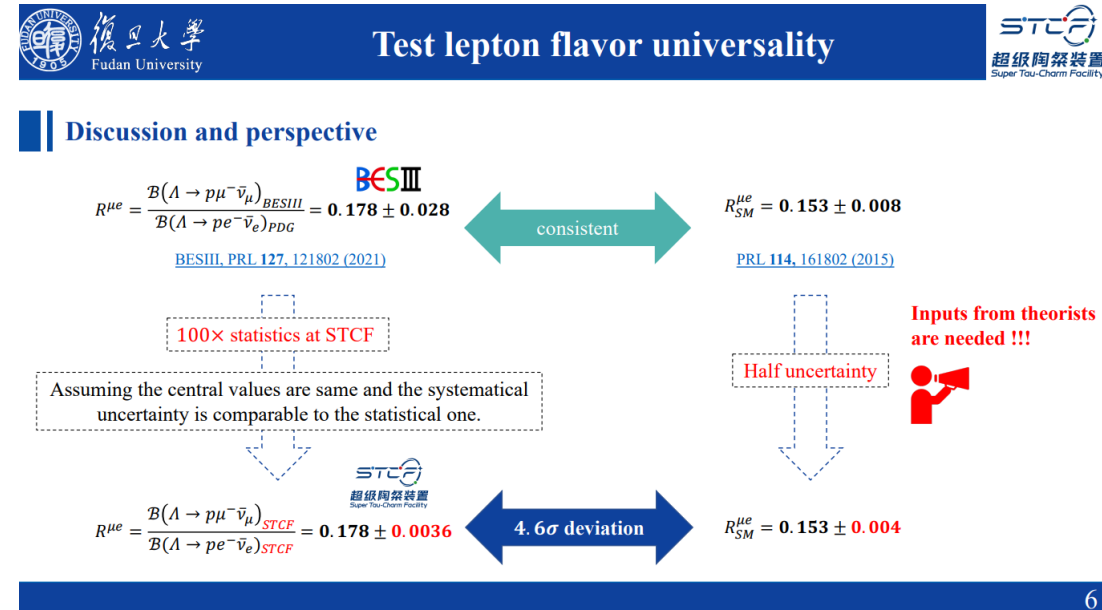 FUDAN UNIVERSITY
1905
復旦大學
Fudan University
Test lepton flavor universality
STCF
超级陶粲装置
Super Tau-Charm Facility
Discussion and perspective
BESIII
R^{μe} = ℬ(Λ → pμ⁻ν̄_μ)_{BESIII} / ℬ(Λ → pe⁻ν̄_e)_{PDG} = 0.178 ± 0.028
consistent
R^{μe}_{SM} = 0.153 ± 0.008
BESIII, PRL 127, 121802 (2021)
PRL 114, 161802 (2015)
100× statistics at STCF
Assuming the central values are same and the systematical
uncertainty is comparable to the statistical one.
Half uncertainty
Inputs from theorists
are needed !!!
STCF
超级陶粲装置
Super Tau-Charm Facility
R^{μe} = ℬ(Λ → pμ⁻ν̄_μ)_{STCF} / ℬ(Λ → pe⁻ν̄_e)_{STCF} = 0.178 ± 0.0036
4.6σ deviation
R^{μe}_{SM} = 0.153 ± 0.004
6